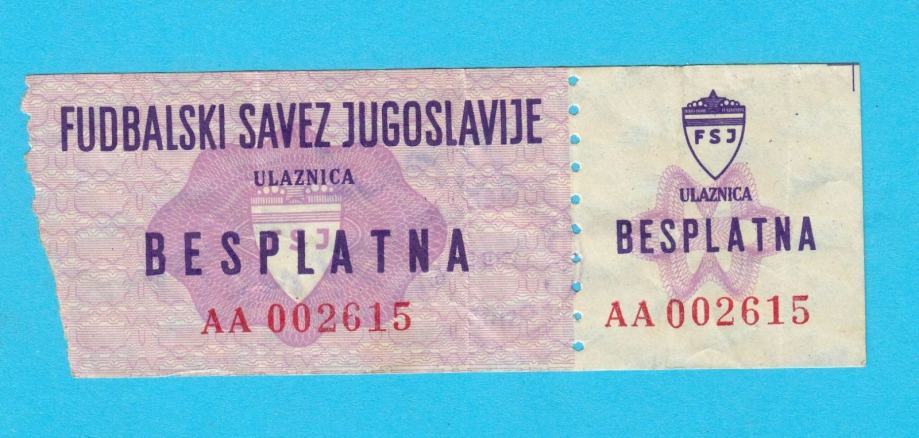 FUDBALSKI SAVEZ JUGOSLAVIJE
ULAZNICA
FSJ
BESPLATNA
AA 002615
FSJ
ULAZNICA
BESPLATNA
AA 002615